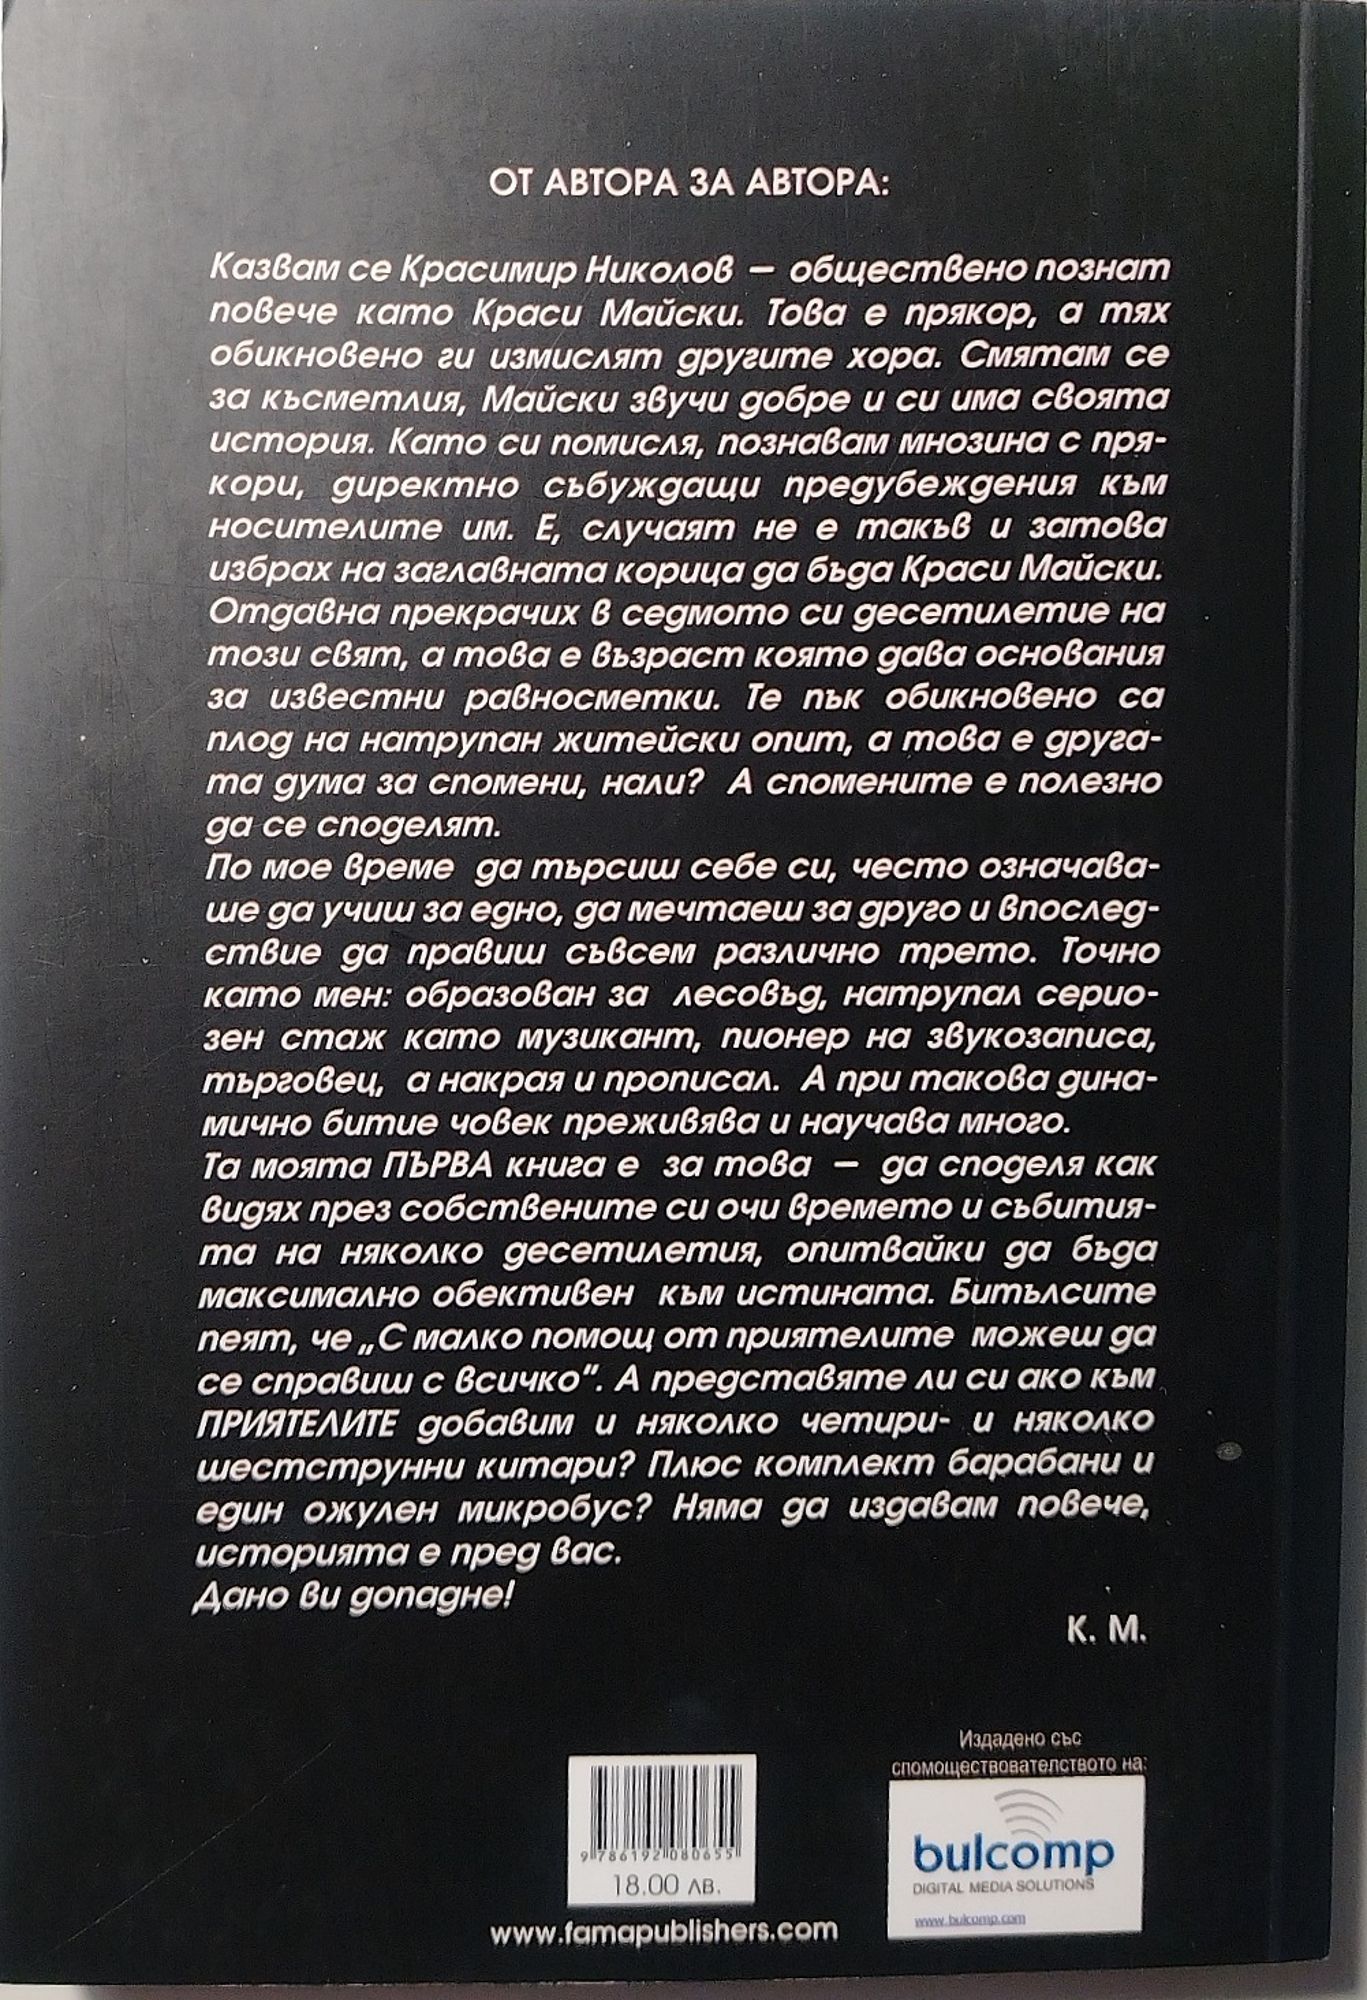 ОТ АВТОРА ЗА АВТОРА:
Казвам се Красимир Николов – обществено познат
повече като Краси Майски. Това е прякор, а тях
обикновено ги измислят другите хора. Смятам се
за късметлия, Майски звучи добре и си има своята
история. Като си помисля, познавам мнозина с пря-
кори, директно събуждащи предубеждения към
носителите им. Е, случаят не е такъв и затова
избрах на заглавната корица да бъда Краси Майски.
Отдавна прекрачих в седмото си десетилетие на
този свят, а това е възраст която дава основания
за известни равносметки. Те пък обикновено са
плод на натрупан житейски опит, а това е друга-
та дума за спомени, нали? А спомените е полезно
да се споделят.
По мое време да търсиш себе си, често означава-
ше да учиш за едно, да мечтаеш за друго и впослед-
ствие да правиш съвсем различно трето. Точно
като мен: образован за лесовъд, натрупал серио-
зен стаж като музикант, пионер на звукозаписа,
търговец, а накрая и прописал. А при такова дина-
мично битие човек преживява и научава много.
Та моята ПЪРВА книга е за това – да споделя как
видях през собствените си очи времето и събития-
та на няколко десетилетия, опитвайки да бъда
максимално обективен към истината. Битълсите
пеят, че „С малко помощ от приятелите можеш да
се справиш с всичко". А представяте ли си ако към
ПРИЯТЕЛИТЕ добавим и няколко четири- и няколко
шестструнни китари? Плюс комплект барабани и
един ожулен микробус? Няма да издавам повече,
историята е пред вас.
Дано ви допадне!
К. М.
Издадено със
спомоществователството на:
bulcomp
DIGITAL MEDIA SOLUTIONS
www.bulcomp.com
9 786192 080655
18.00 лв.
www.famapublishers.com